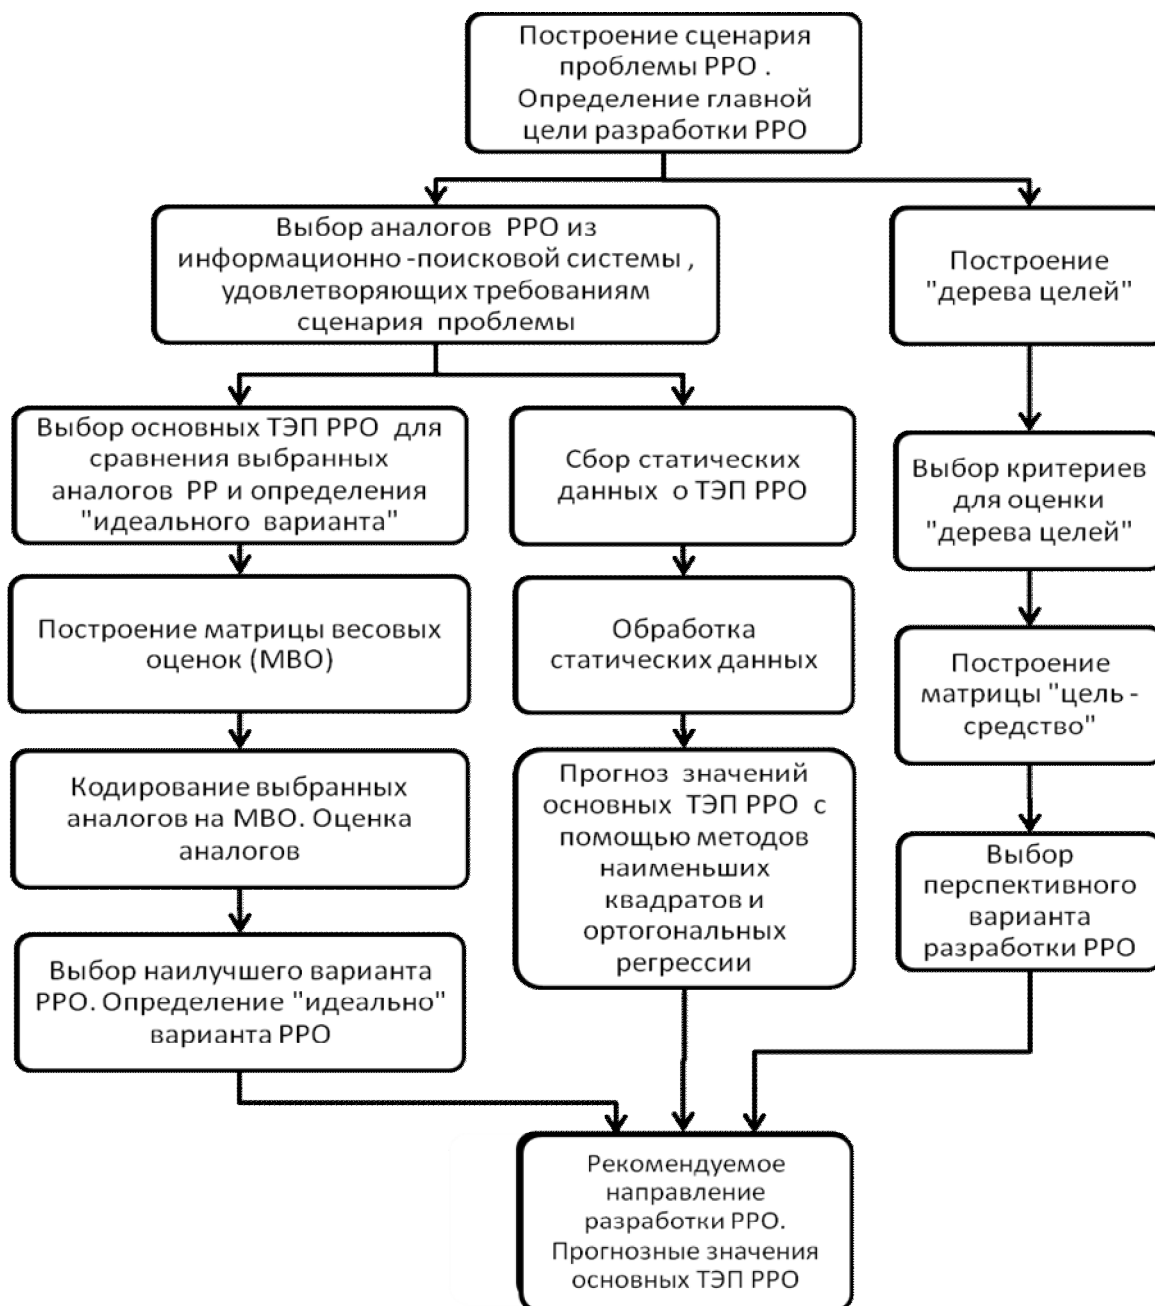 Построение сценария
проблемы РРО .
Определение главной
цели разработки РРО
Выбор аналогов РРО из
информационно -поисковой системы ,
удовлетворяющих требованиям
сценария проблемы
Построение
"дерева целей"
Выбор основных ТЭП РРО для
сравнения выбранных
аналогов РР и определения
"идеального варианта"
Сбор статических
данных о ТЭП РРО
Выбор критериев
для оценки
"дерева целей"
Построение матрицы весовых
оценок (МВО)
Обработка
статических данных
Построение
матрицы "цель -
средство"
Кодирование выбранных
аналогов на МВО. Оценка
аналогов
Прогноз значений
основных ТЭП РРО с
помощью методов
наименьших
квадратов и
ортогональных
регрессии
Выбор
перспективного
варианта
разработки РРО
Выбор наилучшего варианта
РРО. Определение "идеально"
варианта РРО
Рекомендуемое
направление
разработки РРО.
Прогнозные значения
основных ТЭП РРО